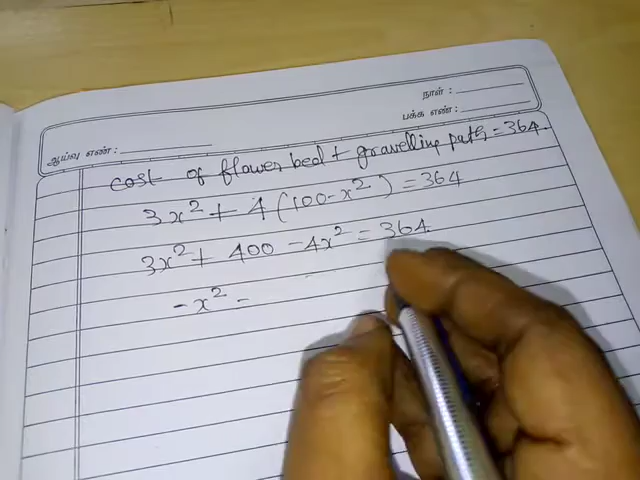 நாள் :
பக்க எண் :
ஆய்வு எண் :
cost of flower bed + gravelling path = 364.
3x² + 4 (100 - x²) = 364
3x² + 400 - 4x² = 364.
- x² =